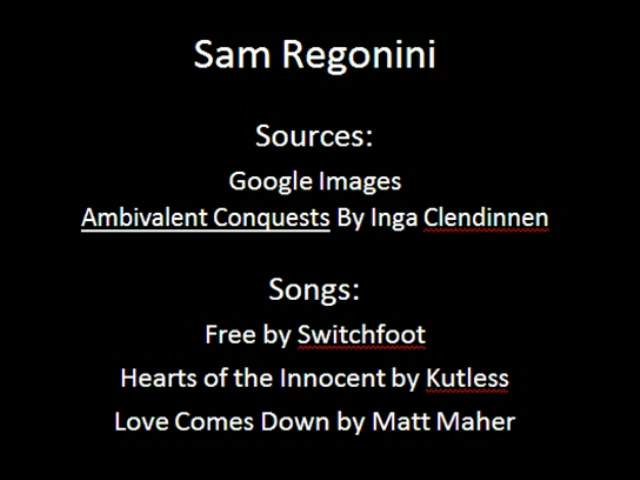 Sam Regonini
Sources:
Google Images
Ambivalent Conquests By Inga Clendinnen
Songs:
Free by Switchfoot
Hearts of the Innocent by Kutless
Love Comes Down by Matt Maher